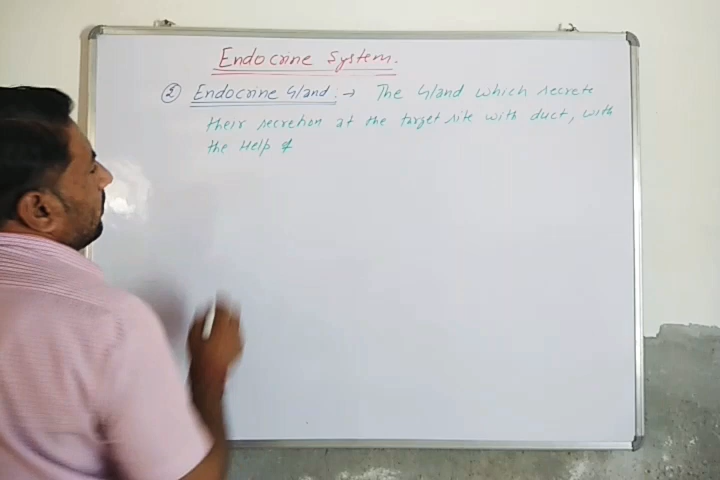 Endocrine System.
② Endocrine Gland :→ The Gland which secrete
their secretion at the target site with duct, with
the Help of